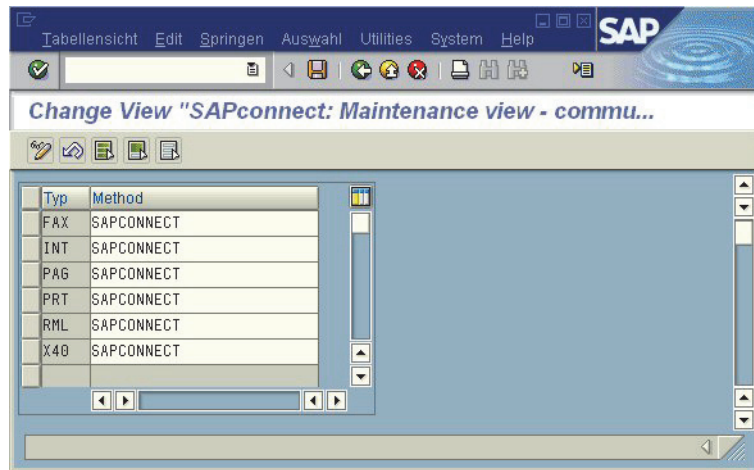 Tabellensicht Edit Springen Auswahl Utilities System Help
SAP
Change View "SAPconnect: Maintenance view - commu...
Typ Method
FAX SAPCONNECT
INT SAPCONNECT
PAG SAPCONNECT
PRT SAPCONNECT
RML SAPCONNECT
X40 SAPCONNECT